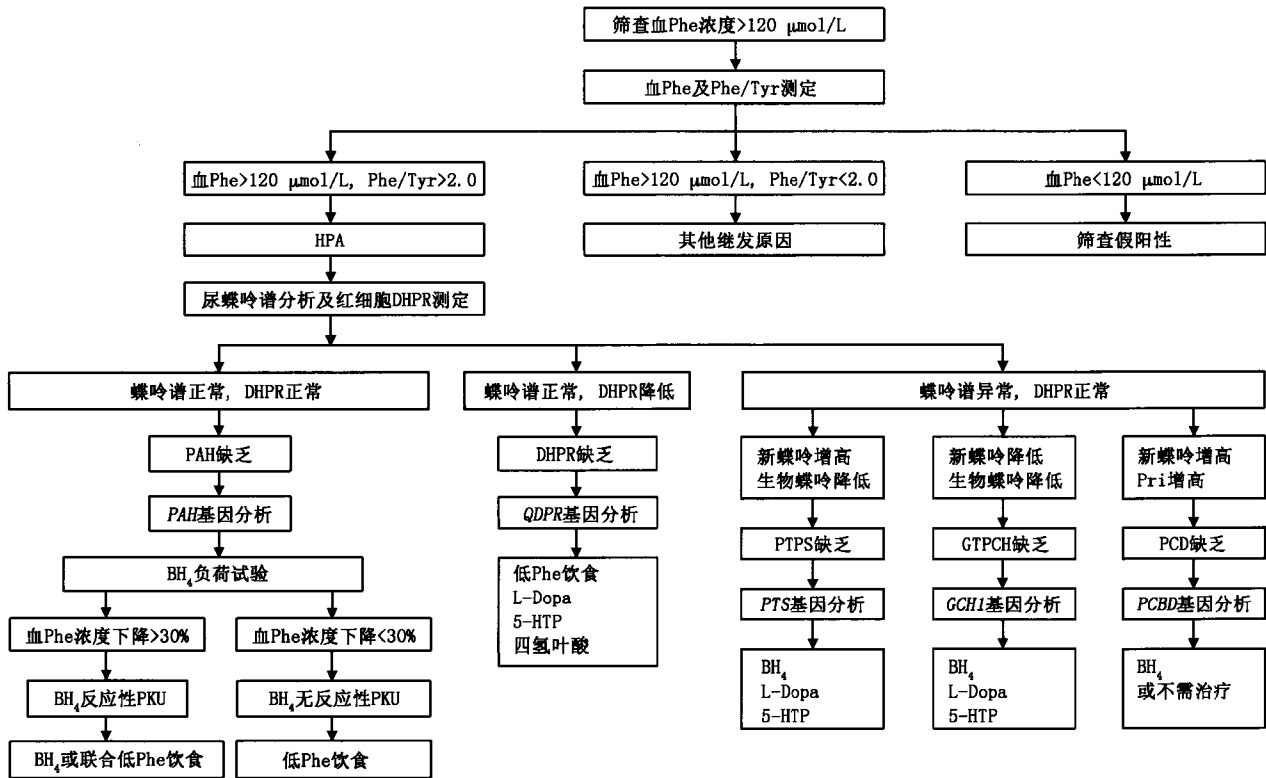 筛查血Phe浓度>120 μmol/L
血Phe及Phe/Tyr测定
血Phe>120 μmol/L, Phe/Tyr>2.0
血Phe>120 μmol/L, Phe/Tyr<2.0
血Phe<120 μmol/L
HPA
其他继发原因
筛查假阳性
尿蝶呤谱分析及红细胞DHPR测定
蝶呤谱正常, DHPR正常
蝶呤谱正常, DHPR降低
蝶呤谱异常, DHPR正常
PAH缺乏
DHPR缺乏
新蝶呤增高
生物蝶呤降低
新蝶呤降低
生物蝶呤降低
新蝶呤增高
Pri增高
PAH基因分析
QDPR基因分析
PTPS缺乏
GTPCH缺乏
PCD缺乏
BH₄负荷试验
低Phe饮食
L-Dopa
5-HTP
四氢叶酸
PTS基因分析
GCH1基因分析
PCBD基因分析
血Phe浓度下降>30%
血Phe浓度下降<30%
BH₄
L-Dopa
5-HTP
BH₄
L-Dopa
5-HTP
BH₄
或不需治疗
BH₄反应性PKU
BH₄无反应性PKU
BH₄或联合低Phe饮食
低Phe饮食